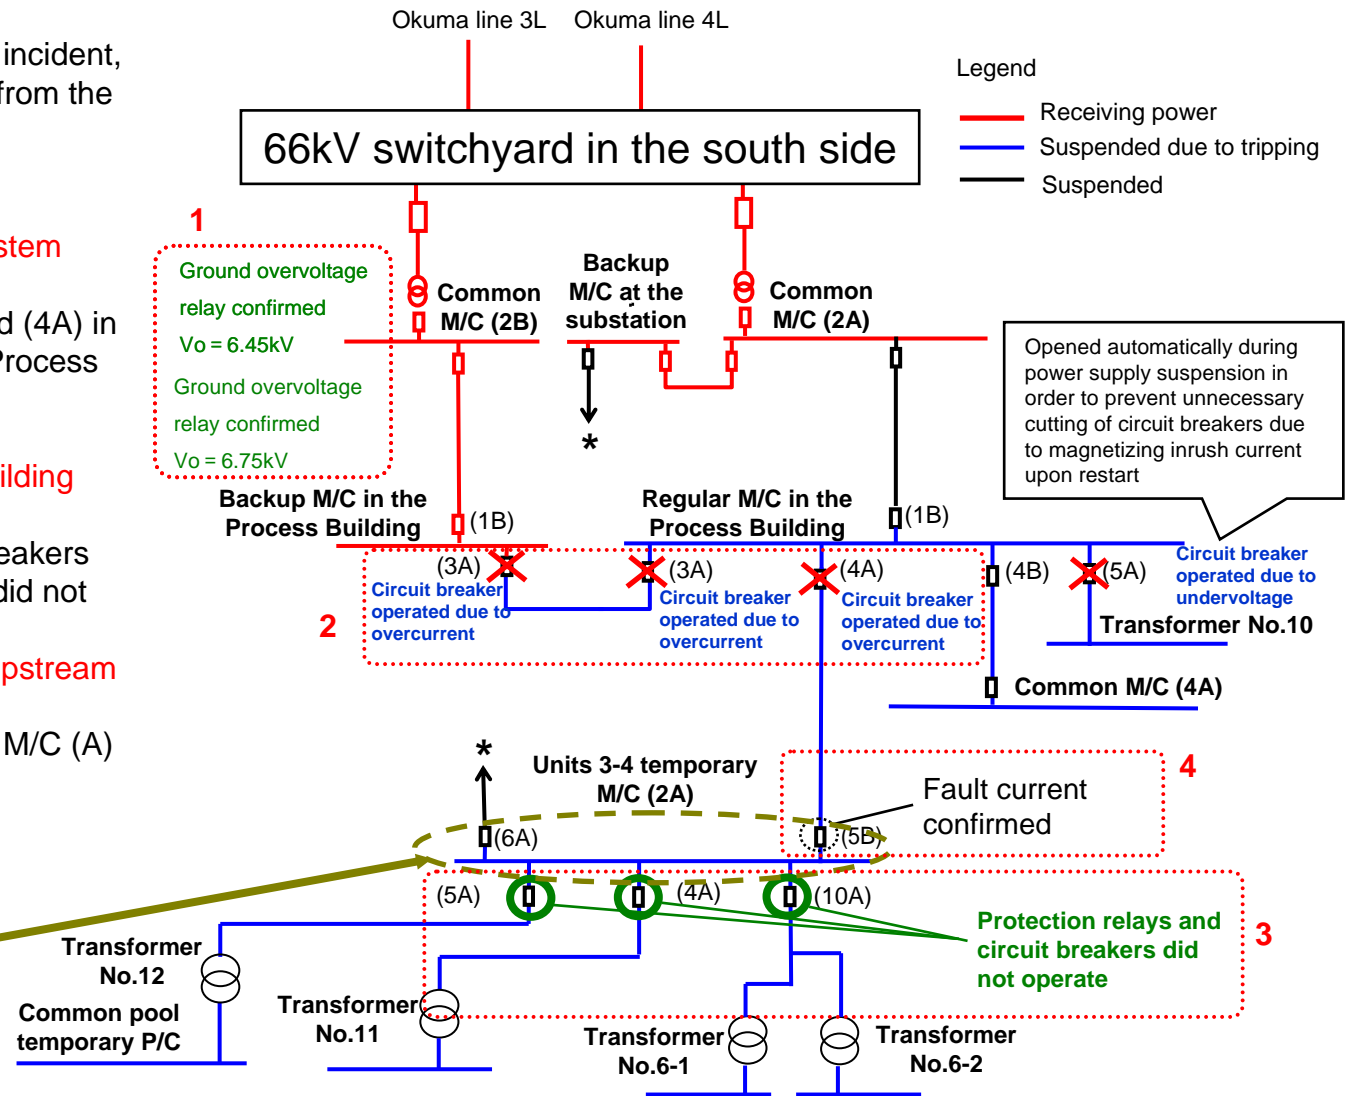 Okuma line 3L
Okuma line 4L
incident,
from the
Legend
Receiving power
Suspended due to tripping
Suspended
66kV switchyard in the south side
1
stem
Ground overvoltage
relay confirmed
Vo = 6.45kV
Ground overvoltage
relay confirmed
Vo = 6.75kV
Common
M/C (2B)
Backup
M/C at the
substation
Common
M/C (2A)
*
d (4A) in
Process
Opened automatically during
power supply suspension in
order to prevent unnecessary
cutting of circuit breakers due
to magnetizing inrush current
upon restart
ilding
Backup M/C in the
Process Building
(1B)
Regular M/C in the
Process Building
(1B)
eakers
did not
2
(3A)
Circuit breaker
operated due to
overcurrent
(3A)
Circuit breaker
operated due to
overcurrent
(4A)
Circuit breaker
operated due to
overcurrent
(4B)
(5A)
Circuit breaker
operated due to
undervoltage
Transformer No.10
Common M/C (4A)
pstream
M/C (A)
*
Units 3-4 temporary
M/C (2A)
4
Fault current
confirmed
(6A)
(5B)
(5A)
(4A)
(10A)
Protection relays and
circuit breakers did
not operate
3
Transformer
No.12
Common pool
temporary P/C
Transformer
No.11
Transformer
No.6-1
Transformer
No.6-2